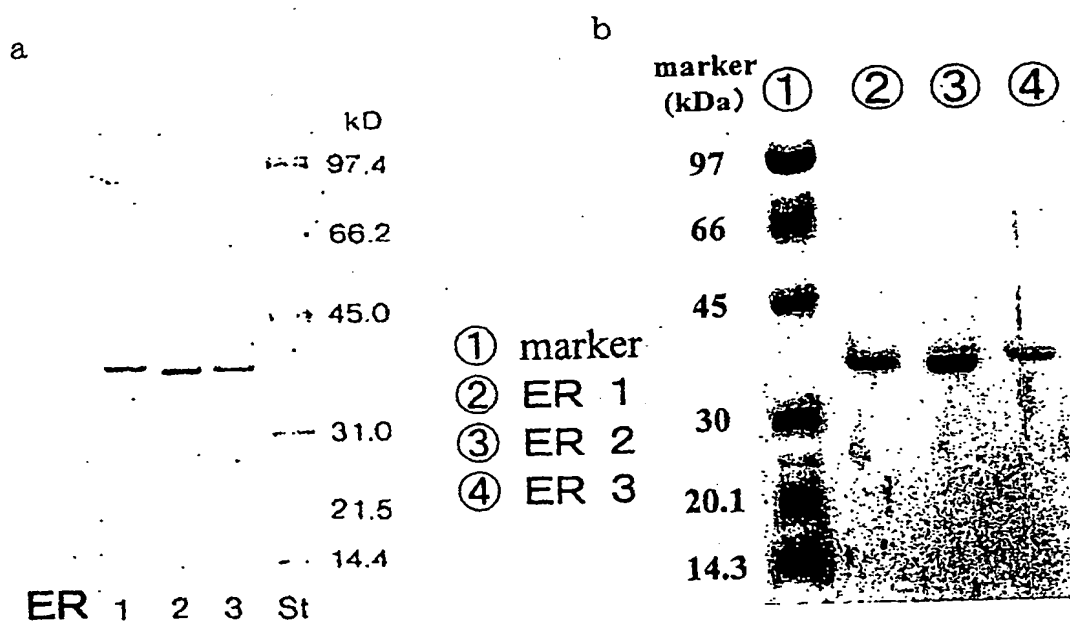 a
kD
97.4
66.2
45.0
31.0
21.5
14.4
ER 1 2 3 St
① marker
② ER 1
③ ER 2
④ ER 3
b
marker
(kDa)
① ② ③ ④
97
66
45
30
20.1
14.3